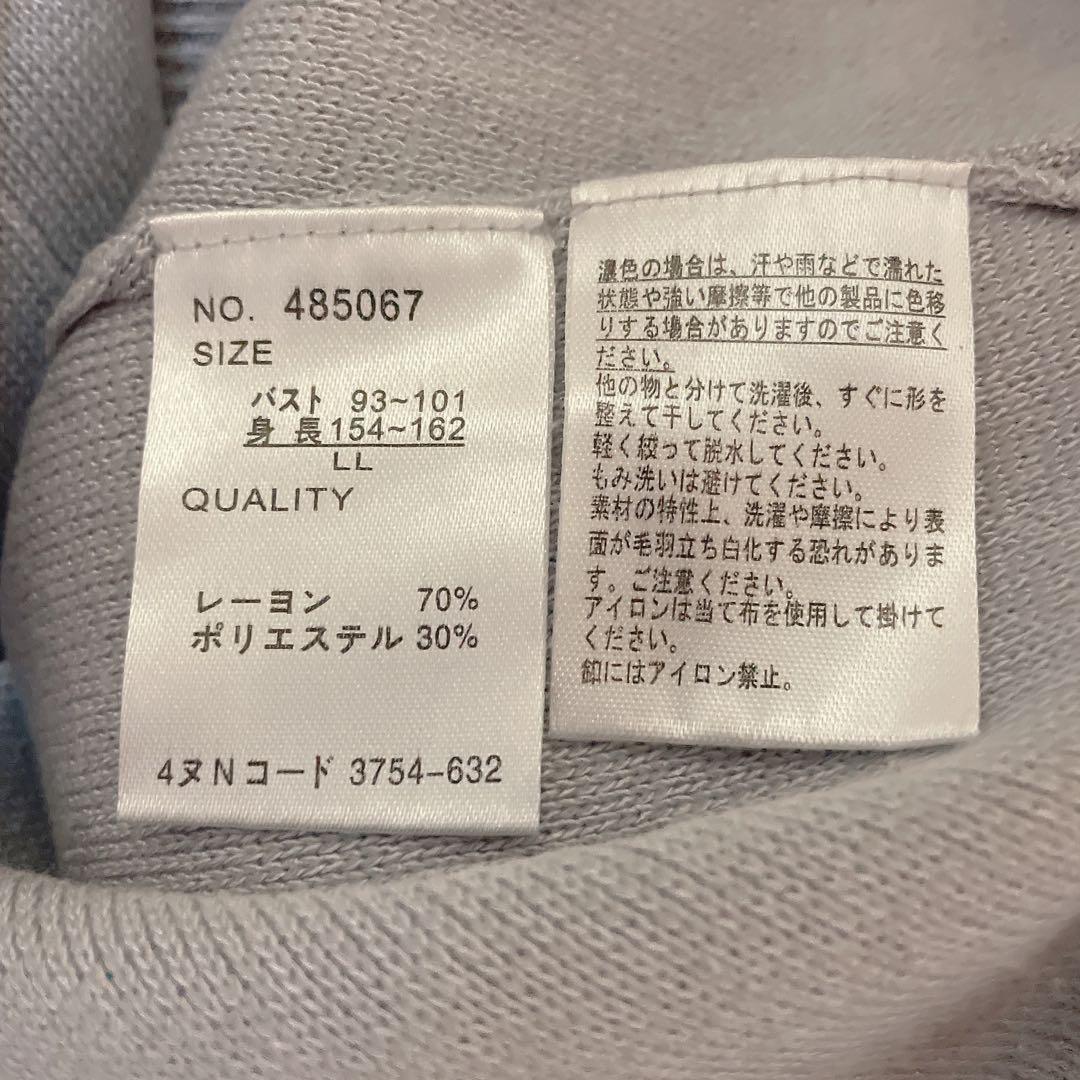 NO. 485067
SIZE
バスト 93~101
身長154~162
LL
QUALITY
レーヨン 70%
ポリエステル 30%
4ヌNコード 3754-632
濃色の場合は、汗や雨などで濡れた
状態や強い摩擦等で他の製品に色移
りする場合がありますのでご注意く
ださい。
他の物と分けて洗濯後、すぐに形を
整えて干してください。
軽く絞って脱水してください。
もみ洗いは避けてください。
素材の特性上、洗濯や摩擦により表
面が毛羽立ち白化する恐れがありま
す。ご注意ください。
アイロンは当て布を使用して掛けて
ください。
釦にはアイロン禁止。